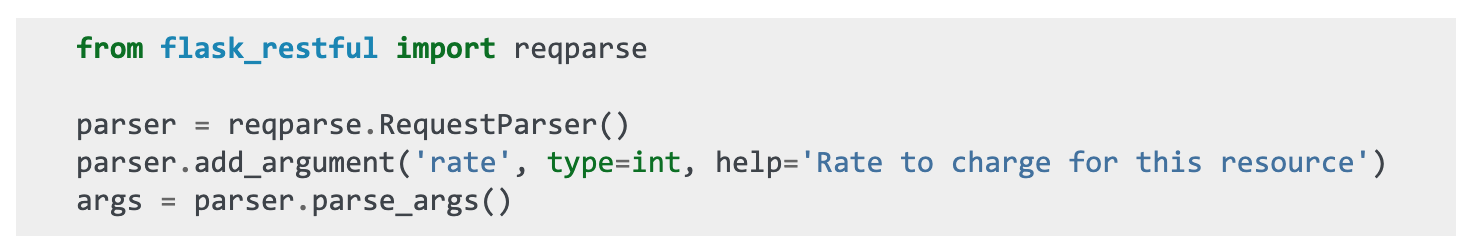 from flask_restful import reqparse
parser = reqparse.RequestParser()
parser.add_argument('rate', type=int, help='Rate to charge for this resource')
args = parser.parse_args()